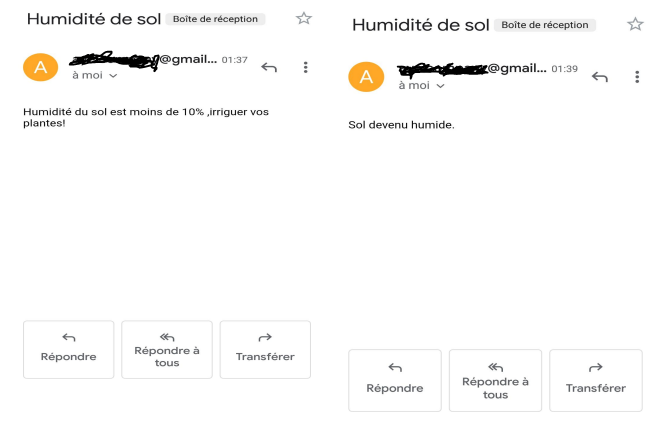 Humidité de sol Boîte de réception
A
@gmail... 01:37
à moi
Humidité du sol est moins de 10% ,irriguer vos
plantes!
Répondre
Répondre à
tous
Transférer
Humidité de sol Boîte de réception
A
@gmail... 01:39
à moi
Sol devenu humide.
Répondre
Répondre à
tous
Transférer